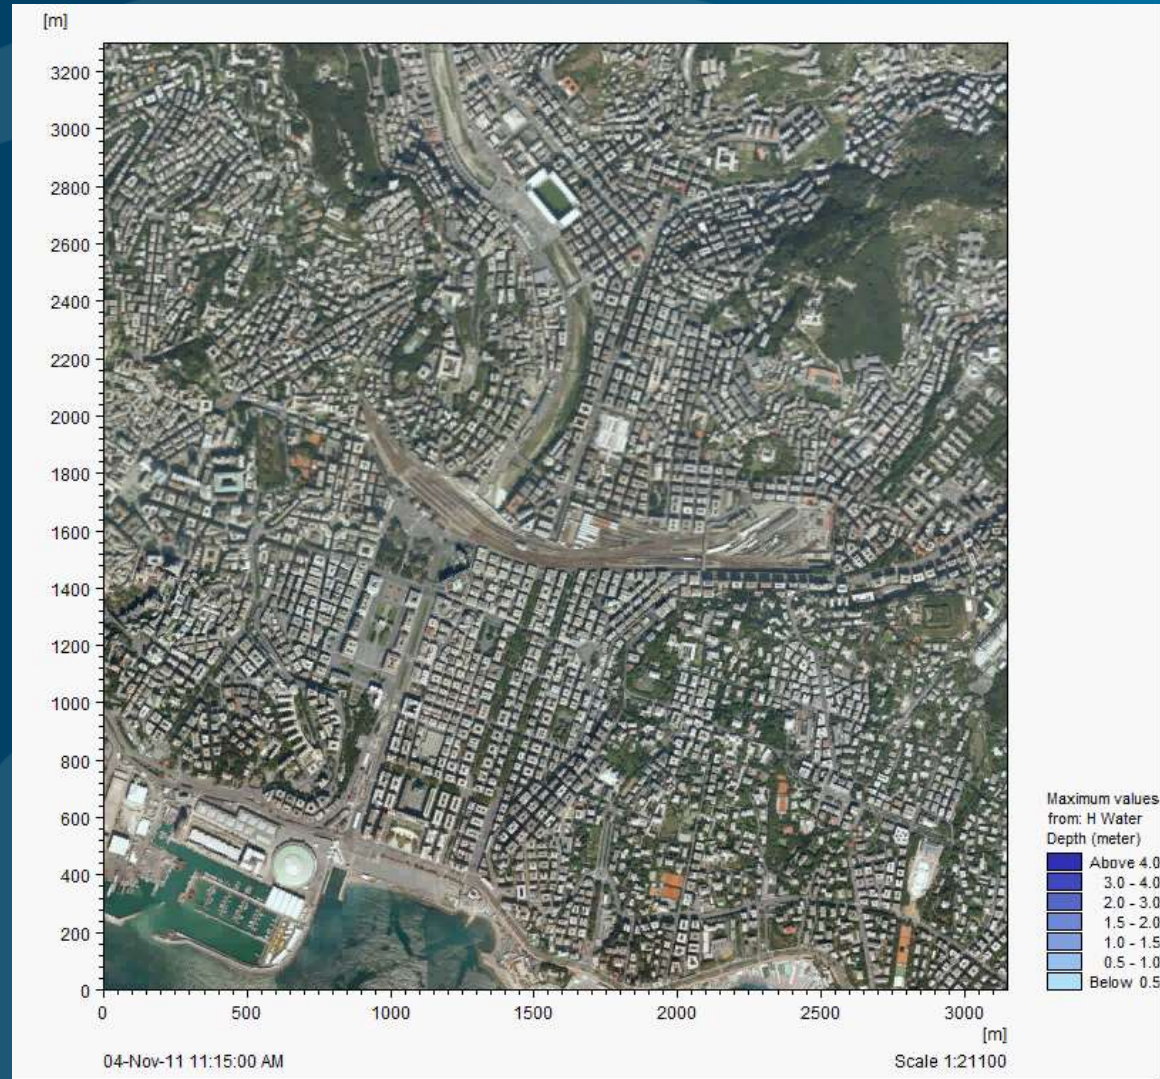 [m]
3200
3000
2800
2600
2400
2200
2000
1800
1600
1400
1200
1000
800
600
400
200
0
0 500 1000 1500 2000 2500 3000
[m]
04-Nov-11 11:15:00 AM Scale 1:21100
Maximum values
from: H Water
Depth (meter)
Above 4.0
3.0 - 4.0
2.0 - 3.0
1.5 - 2.0
1.0 - 1.5
0.5 - 1.0
Below 0.5